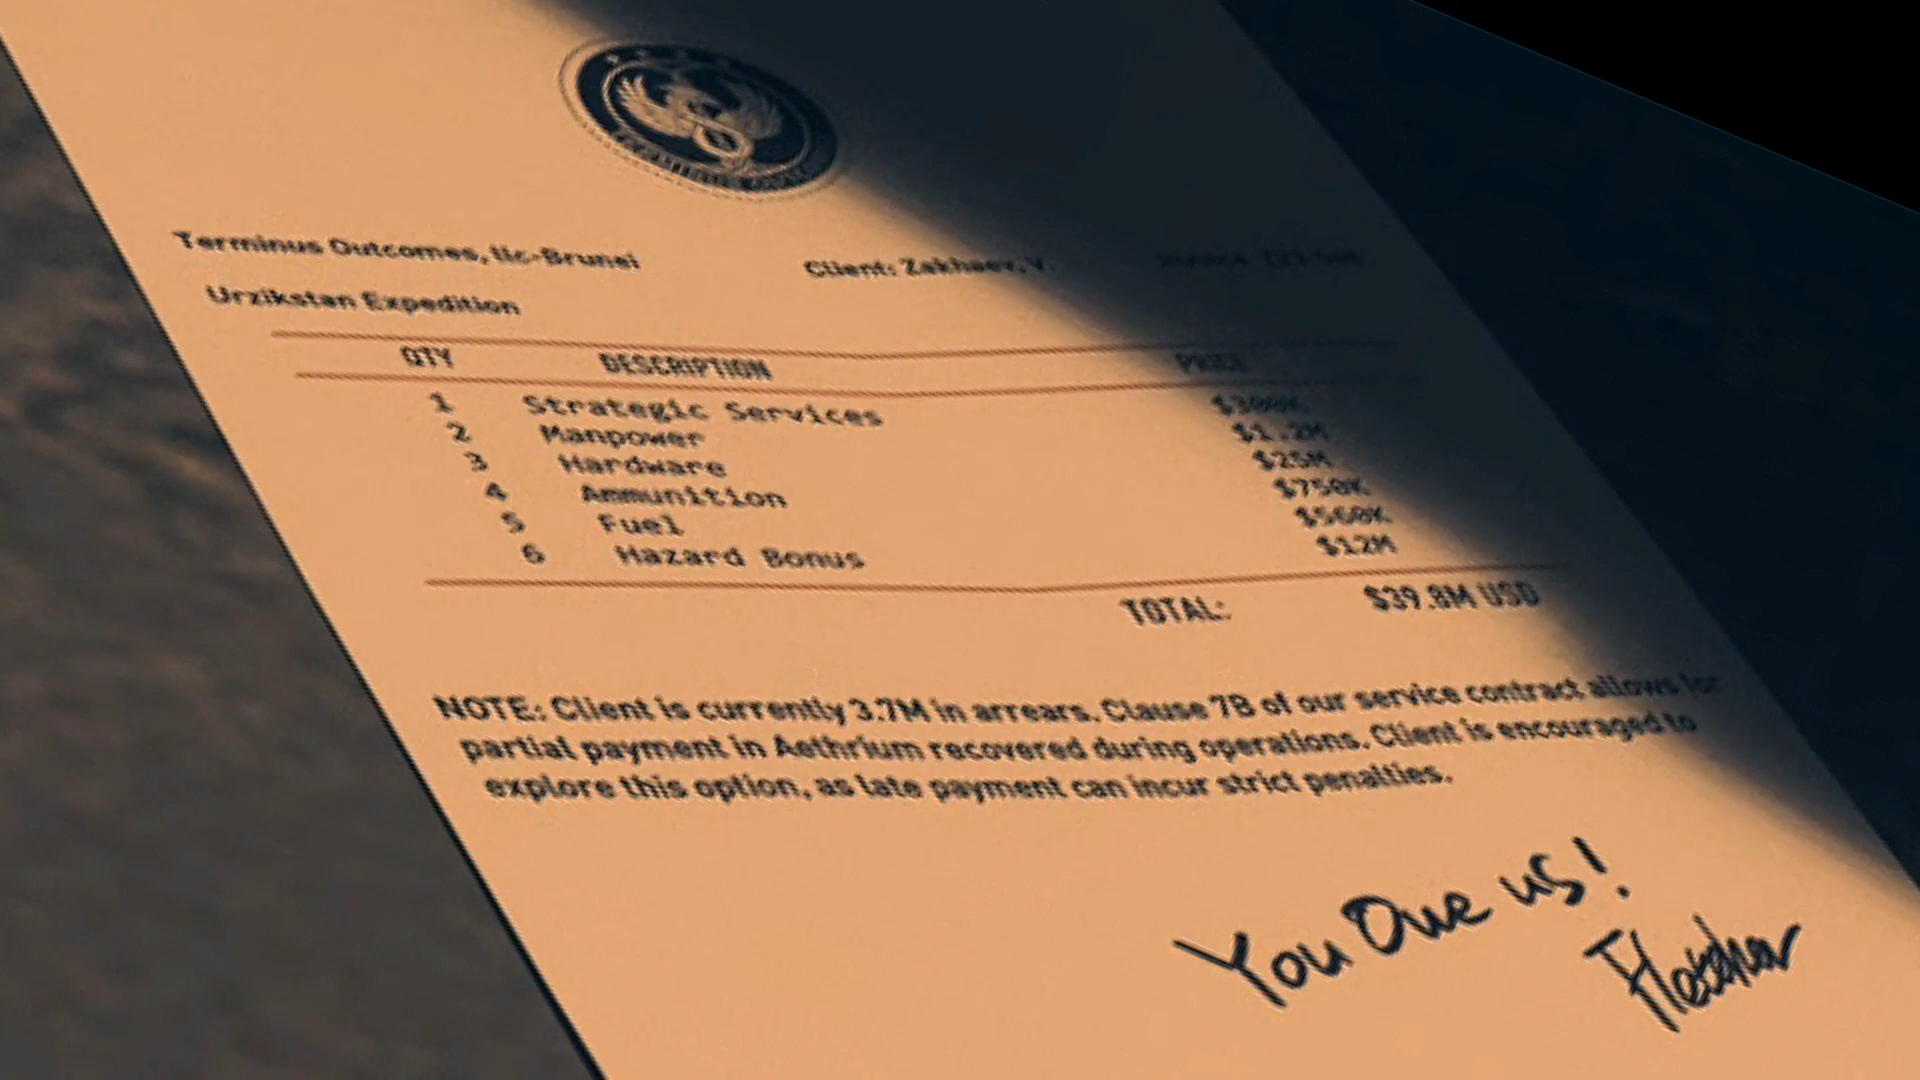 Terminus Outcomes, llc-Brunei Client: Zakhaev, V.
Urzikstan Expedition
QTY DESCRIPTION PRICE
1 Strategic Services $300K
2 Manpower $1.2M
3 Hardware $25M
4 Ammunition $750K
5 Fuel $560K
6 Hazard Bonus $12M
TOTAL: $39.8M USD
NOTE: Client is currently 3.7M in arrears. Clause 7B of our service contract allows for
partial payment in Aethrium recovered during operations. Client is encouraged to
explore this option, as late payment can incur strict penalties.
You Owe us!
Fletcher